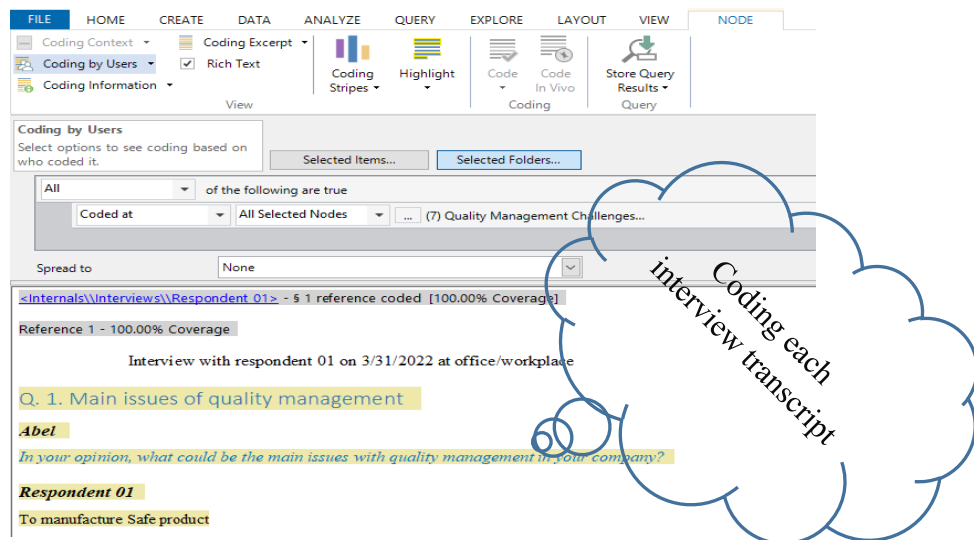 FILE HOME CREATE DATA ANALYZE QUERY EXPLORE LAYOUT VIEW NODE
Coding Context Coding Excerpt
Coding by Users Rich Text
Coding Information
Coding Stripes
Highlight
Code
Code In Vivo
Store Query Results
View Coding Query
Coding by Users
Select options to see coding based on
who coded it.
Selected Items... Selected Folders...
All of the following are true
Coded at All Selected Nodes ... (7) Quality Management Challenges...
Spread to None
<Internals\\Interviews\\Respondent 01> - § 1 reference coded [100.00% Coverage]
Reference 1 - 100.00% Coverage
Interview with respondent 01 on 3/31/2022 at office/workplace
Q. 1. Main issues of quality management
Abel
In your opinion, what could be the main issues with quality management in your company?
Respondent 01
To manufacture Safe product
Coding each
interview transcript